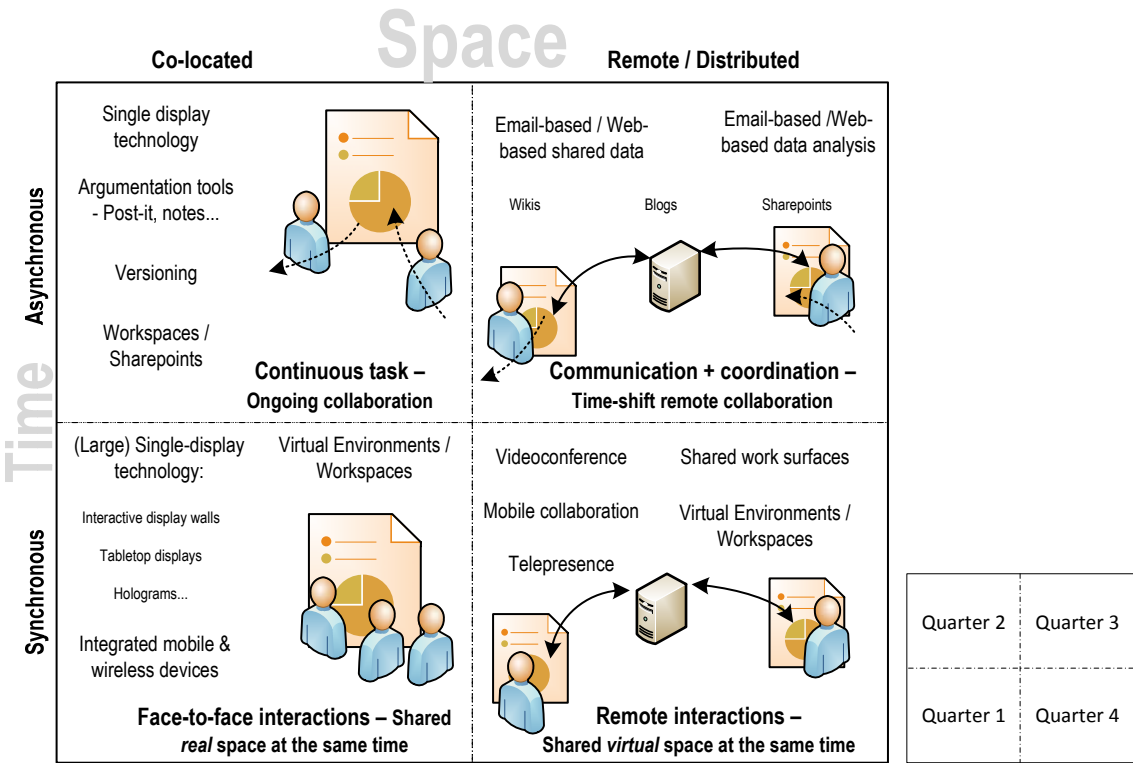 Space
Co-located
Remote / Distributed
Time
Asynchronous
Single display
technology
Argumentation tools
- Post-it, notes...
Versioning
Workspaces /
Sharepoints
Continuous task –
Ongoing collaboration
Email-based / Web-
based shared data
Email-based /Web-
based data analysis
Wikis
Blogs
Sharepoints
Communication + coordination –
Time-shift remote collaboration
Synchronous
(Large) Single-display
technology:
Virtual Environments /
Workspaces
Interactive display walls
Tabletop displays
Holograms...
Integrated mobile &
wireless devices
Face-to-face interactions – Shared
real space at the same time
Videoconference
Shared work surfaces
Mobile collaboration
Virtual Environments /
Workspaces
Telepresence
Remote interactions –
Shared virtual space at the same time
Quarter 2
Quarter 3
Quarter 1
Quarter 4